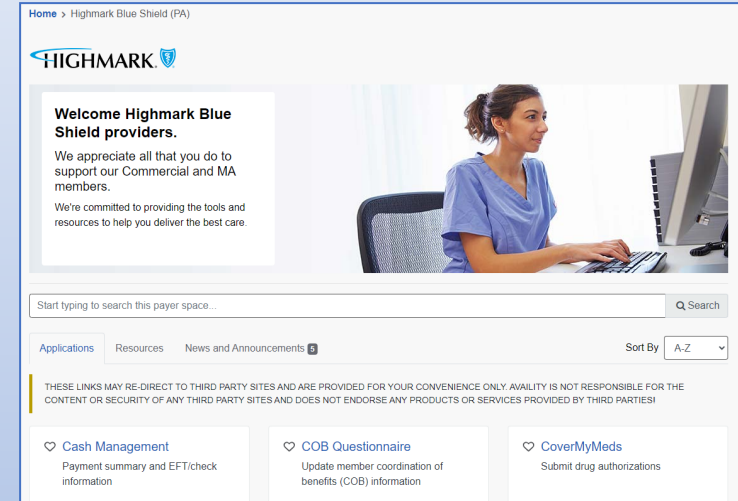 Home > Highmark Blue Shield (PA)
HIGHMARK.
Welcome Highmark Blue
Shield providers.
We appreciate all that you do to
support our Commercial and MA
members.
We're committed to providing the tools and
resources to help you deliver the best care.
Start typing to search this payer space...
Search
Applications Resources News and Announcements 5 Sort By A-Z
THESE LINKS MAY RE-DIRECT TO THIRD PARTY SITES AND ARE PROVIDED FOR YOUR CONVENIENCE ONLY. AVAILITY IS NOT RESPONSIBLE FOR THE
CONTENT OR SECURITY OF ANY THIRD PARTY SITES AND DOES NOT ENDORSE ANY PRODUCTS OR SERVICES PROVIDED BY THIRD PARTIES!
Cash Management
Payment summary and EFT/check
information
COB Questionnaire
Update member coordination of
benefits (COB) information
CoverMyMeds
Submit drug authorizations